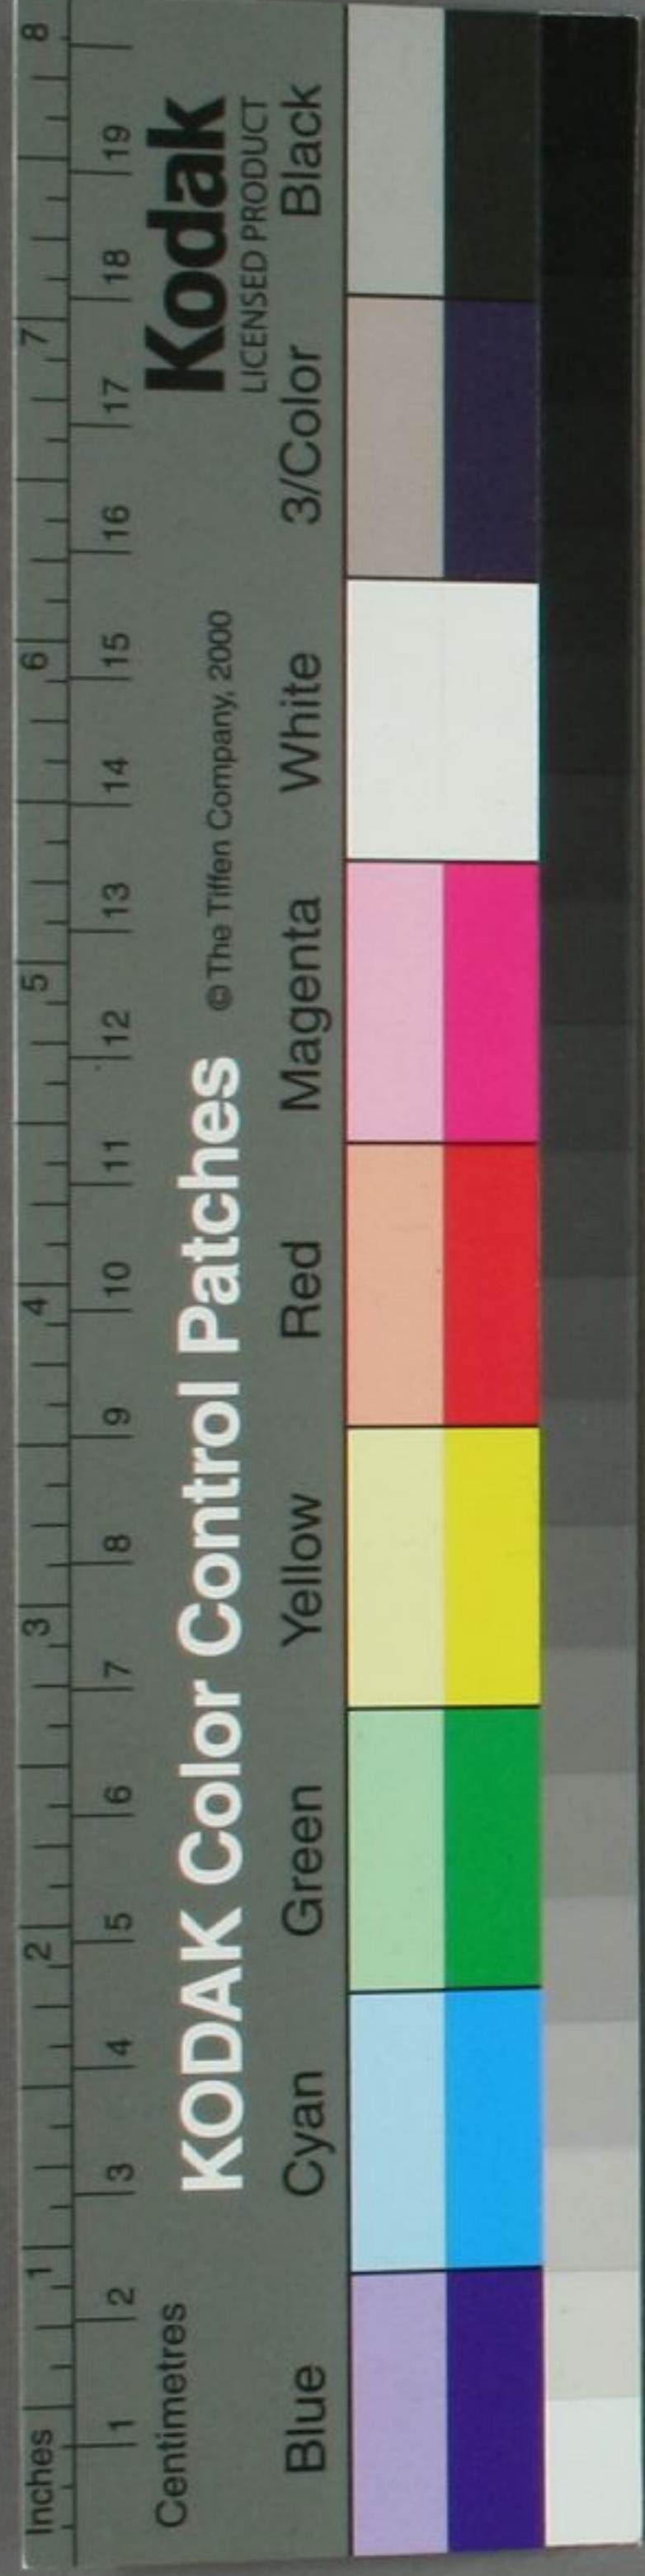 Inches 1 2 3 4 5 6 7 8
1 2 3 4 5 6 7 8 9 10 11 12 13 14 15 16 17 18 19
Centimetres
KODAK Color Control Patches © The Tiffen Company, 2000
Kodak
LICENSED PRODUCT
Blue Cyan Green Yellow Red Magenta White 3/Color Black